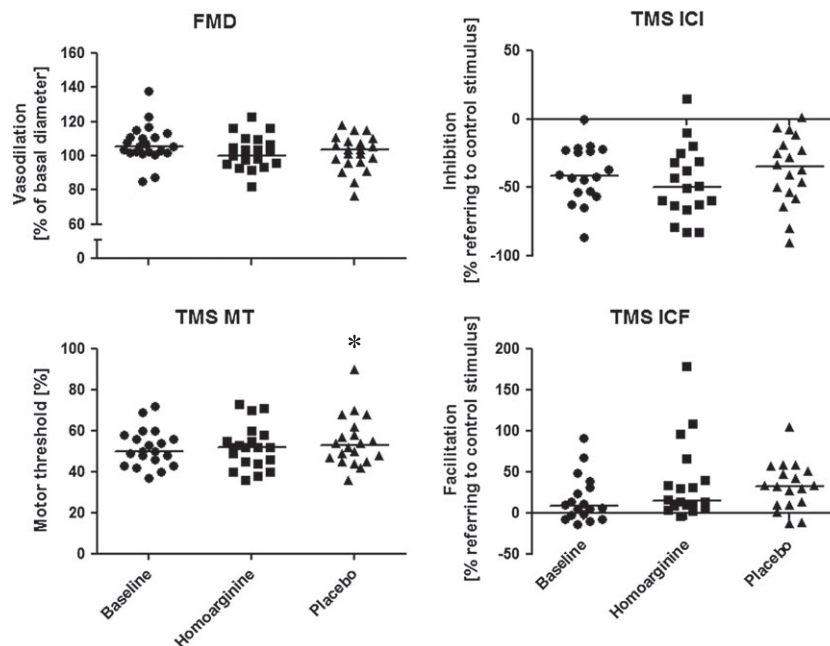 FMD
Vasodilation
[% of basal diameter]
160
140
120
100
80
60
0
TMS ICI
Inhibition
[% referring to control stimulus]
50
0
-50
-100
TMS MT
*
Motor threshold [%]
100
80
60
40
20
0
Baseline
Homoarginine
Placebo
TMS ICF
Facilitation
[% referring to control stimulus]
200
150
100
50
0
-50
Baseline
Homoarginine
Placebo